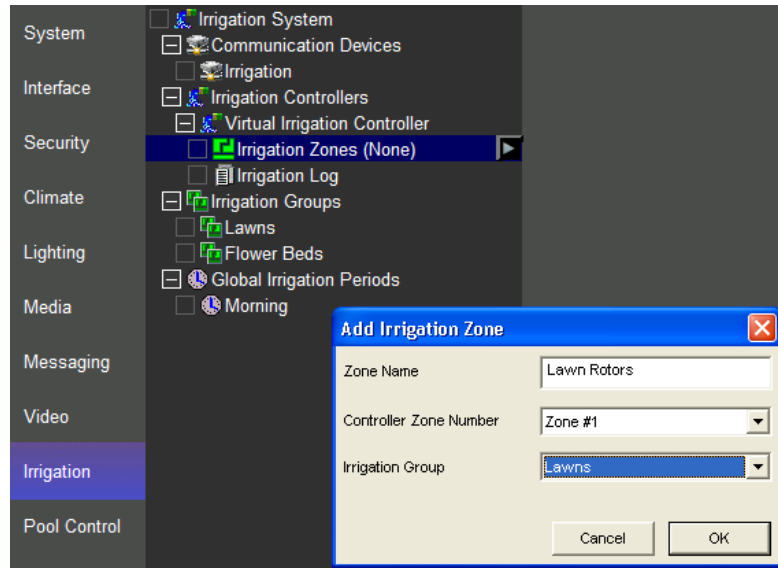 System
Interface
Security
Climate
Lighting
Media
Messaging
Video
Irrigation
Pool Control
Irrigation System
Communication Devices
Irrigation
Irrigation Controllers
Virtual Irrigation Controller
Irrigation Zones (None)
Irrigation Log
Irrigation Groups
Lawns
Flower Beds
Global Irrigation Periods
Morning
Add Irrigation Zone
Zone Name Lawn Rotors
Controller Zone Number Zone #1
Irrigation Group Lawns
Cancel OK